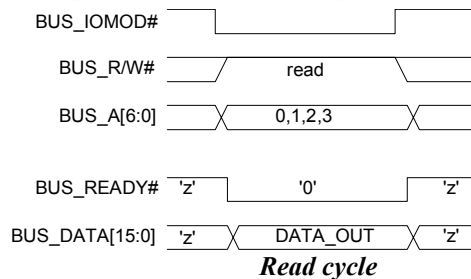 BUS_IOMOD#
BUS_R/W# read
BUS_A[6:0] 0,1,2,3
BUS_READY# 'z' '0' 'z'
BUS_DATA[15:0] 'z' DATA_OUT 'z'
Read cycle